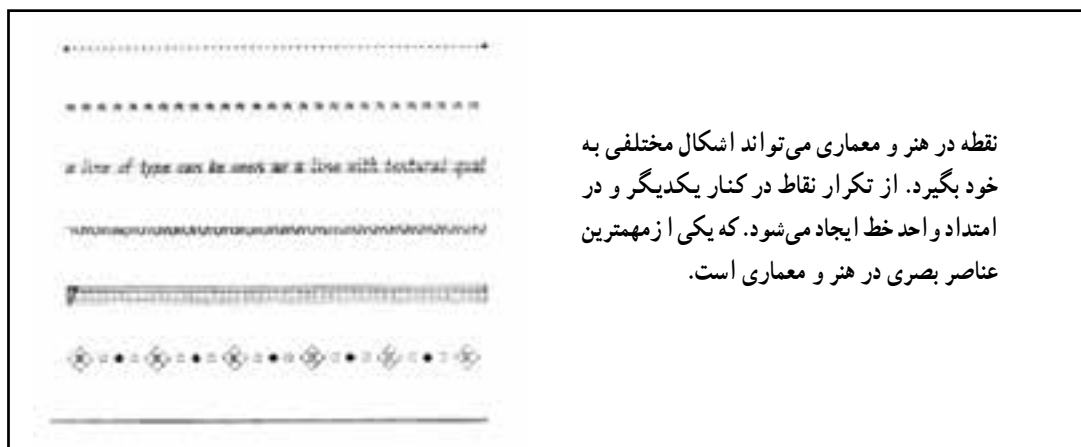 نقطه در هنر و معماری می‌تواند اشکال مختلفی به
خود بگیرد. از تکرار نقاط در کنار یکدیگر و در
امتداد واحد خط ایجاد می‌شود. که یکی ا زمهمترین
عناصر بصری در هنر و معماری است.
a line of type can be seen as a line with textural qual